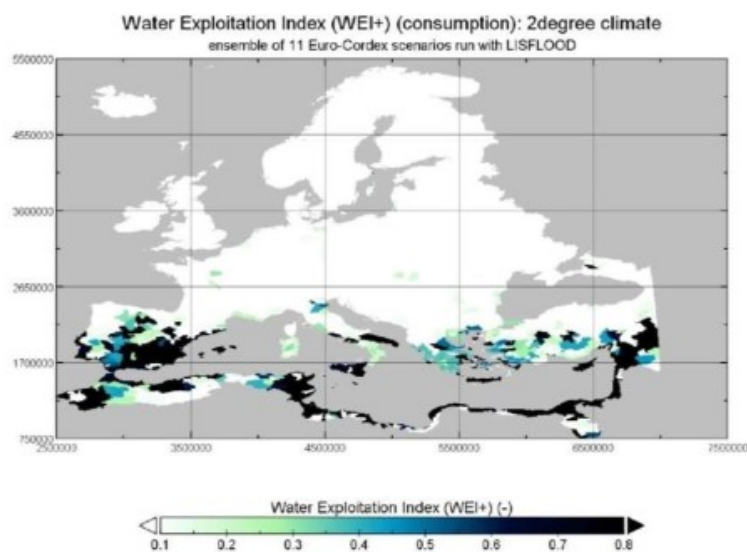 Water Exploitation Index (WEI+) (consumption): 2degree climate
ensemble of 11 Euro-Cordex scenarios run with LISFLOOD
5500000
4550000
3600000
2650000
1700000
750000
2500000 3500000 4500000 5500000 6500000 7500000
Water Exploitation Index (WEI+) (-)
0.1 0.2 0.3 0.4 0.5 0.6 0.7 0.8